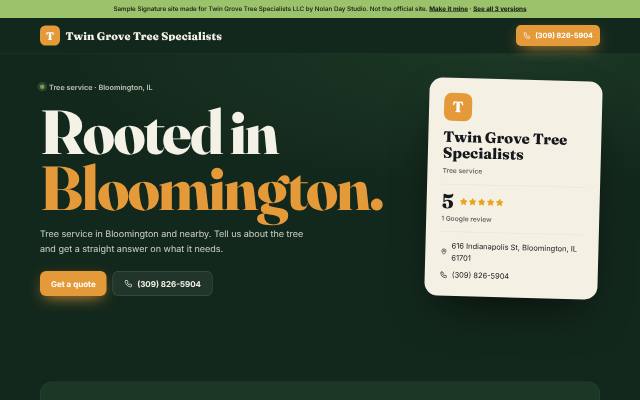 Sample Signature site made for Twin Grove Tree Specialists LLC by Nolan Day Studio. Not the official site. Make it mine · See all 3 versions
T Twin Grove Tree Specialists
(309) 826-5904
Tree service · Bloomington, IL
Rooted in
Bloomington.
Tree service in Bloomington and nearby. Tell us about the tree
and get a straight answer on what it needs.
Get a quote
(309) 826-5904
T
Twin Grove Tree
Specialists
Tree service
5
1 Google review
616 Indianapolis St, Bloomington, IL
61701
(309) 826-5904